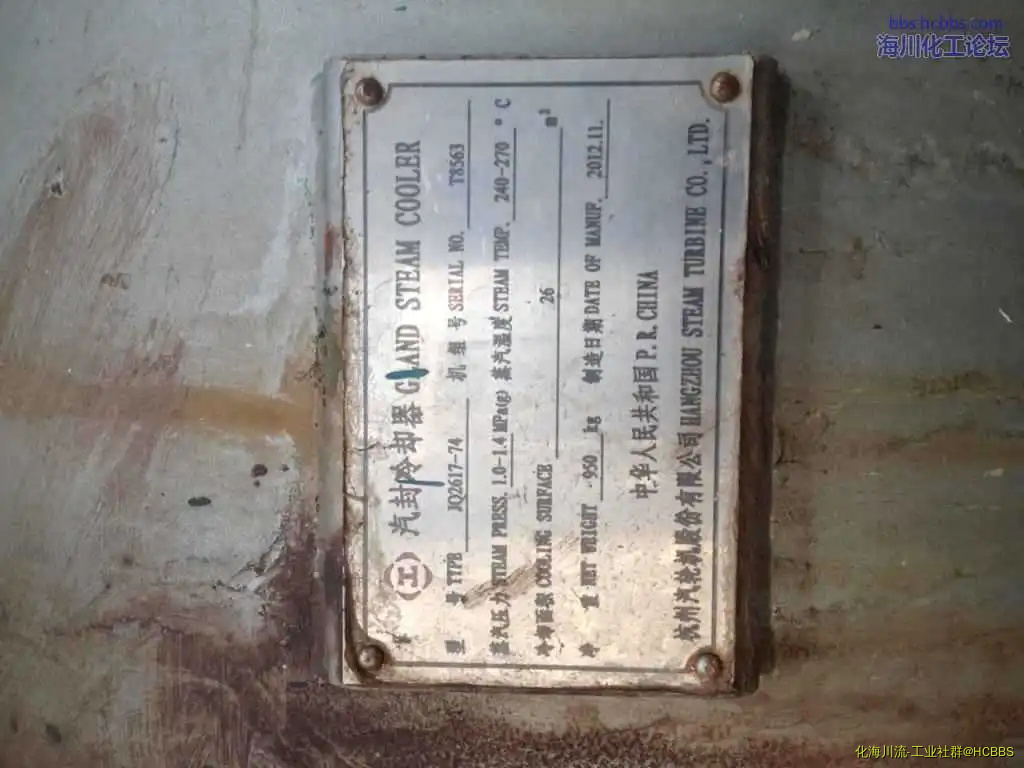 bbs.hcbbs.com
海川化工论坛
汽封冷却器 GLAND STEAM COOLER
型号 TYPE JQ2617-74 机组号 SERIAL NO. T8563
蒸汽压力 STEAM PRESS. 1.0-1.4 MPa(g) 蒸汽温度 STEAM TEMP. 240-270 °C
冷却面积 COOLING SURFACE 26 m²
净重 NET WEIGHT 950 kg 制造日期 DATE OF MANUF. 2012.11.
中华人民共和国 P.R.CHINA
杭州汽轮机股份有限公司 HANGZHOU STEAM TURBINE CO.,LTD.
化海川流-工业社群@HCBBS